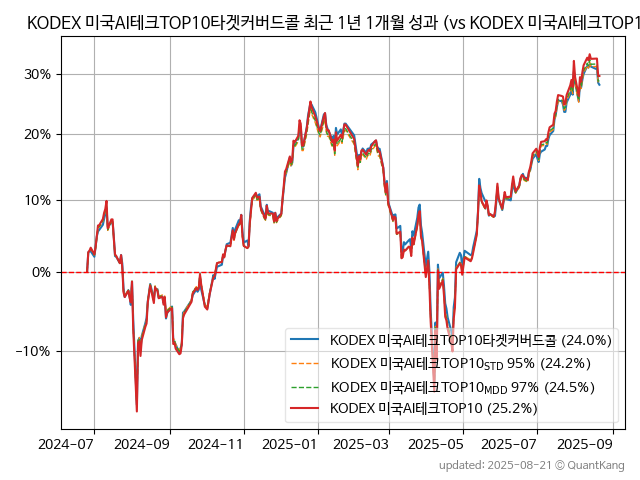 KODEX 미국AI테크TOP10타겟커버드콜 최근 1년 1개월 성과 (vs KODEX 미국AI테크TOP1
30%
20%
10%
0%
−10%
KODEX 미국AI테크TOP10타겟커버드콜 (24.0%)
KODEX 미국AI테크TOP10STD 95% (24.2%)
KODEX 미국AI테크TOP10MDD 97% (24.5%)
KODEX 미국AI테크TOP10 (25.2%)
2024-07 2024-09 2024-11 2025-01 2025-03 2025-05 2025-07 2025-09
updated: 2025-08-21 © QuantKang